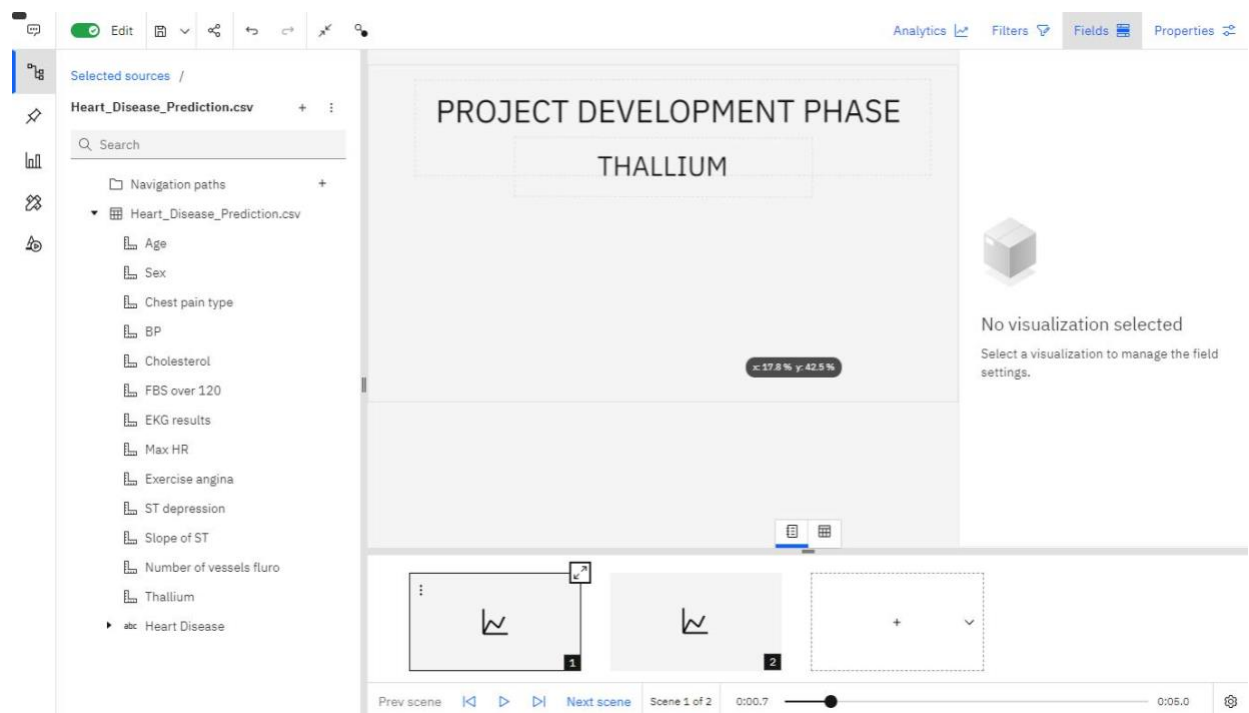 Edit
Analytics
Filters
Fields
Properties
Selected sources /
Heart_Disease_Prediction.csv
Search
Navigation paths
Heart_Disease_Prediction.csv
Age
Sex
Chest pain type
BP
Cholesterol
FBS over 120
EKG results
Max HR
Exercise angina
ST depression
Slope of ST
Number of vessels fluro
Thallium
abc Heart Disease
PROJECT DEVELOPMENT PHASE
THALLIUM
x: 17.8 % y: 42.5 %
No visualization selected
Select a visualization to manage the field
settings.
1
2
Prev scene
Next scene
Scene 1 of 2
0:00.7
0:05.0